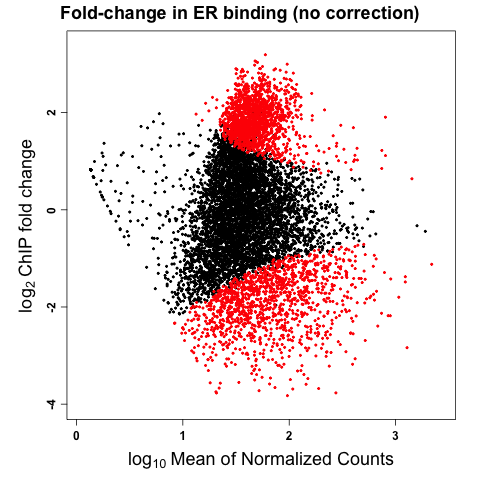 Fold-change in ER binding (no correction)
log2 ChIP fold change
2
0
-2
-4
0 1 2 3
log10 Mean of Normalized Counts